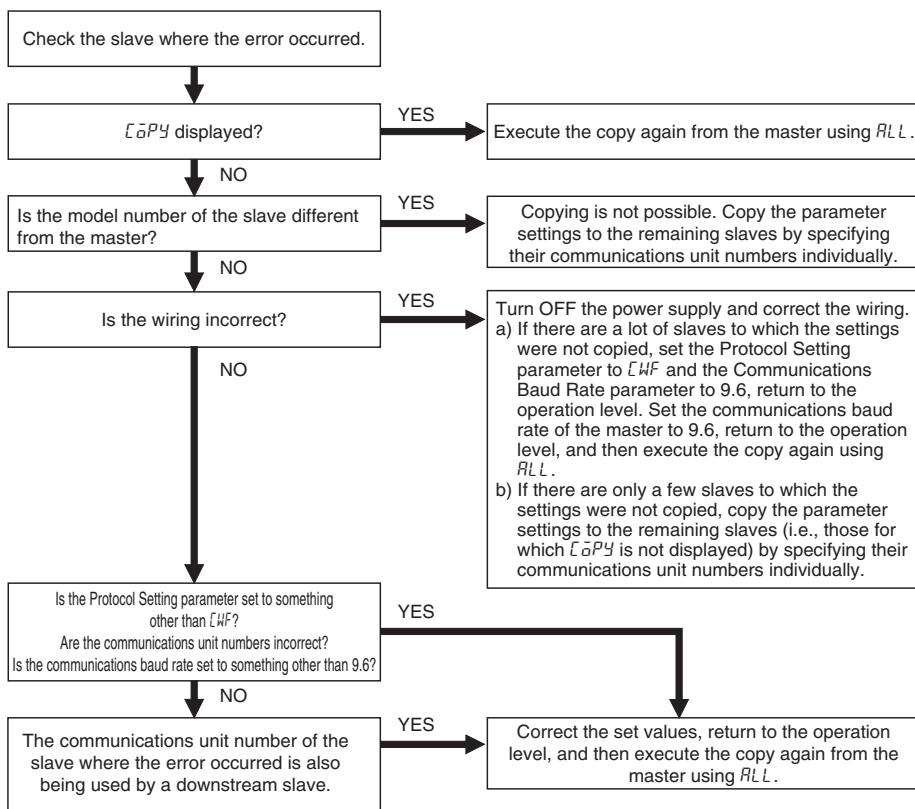 Check the slave where the error occurred.
CōPY displayed?
YES
Execute the copy again from the master using ALL.
NO
Is the model number of the slave different
from the master?
YES
Copying is not possible. Copy the parameter
settings to the remaining slaves by specifying
their communications unit numbers individually.
NO
Is the wiring incorrect?
YES
Turn OFF the power supply and correct the wiring.
a) If there are a lot of slaves to which the settings
were not copied, set the Protocol Setting
parameter to CWF and the Communications
Baud Rate parameter to 9.6, return to the
operation level. Set the communications baud
rate of the master to 9.6, return to the operation
level, and then execute the copy again using
ALL.
b) If there are only a few slaves to which the
settings were not copied, copy the parameter
settings to the remaining slaves (i.e., those for
which CōPY is not displayed) by specifying their
communications unit numbers individually.
NO
Is the Protocol Setting parameter set to something
other than CWF?
Are the communications unit numbers incorrect?
Is the communications baud rate set to something other than 9.6?
YES
NO
The communications unit number of the
slave where the error occurred is also
being used by a downstream slave.
YES
Correct the set values, return to the operation
level, and then execute the copy again from the
master using ALL.